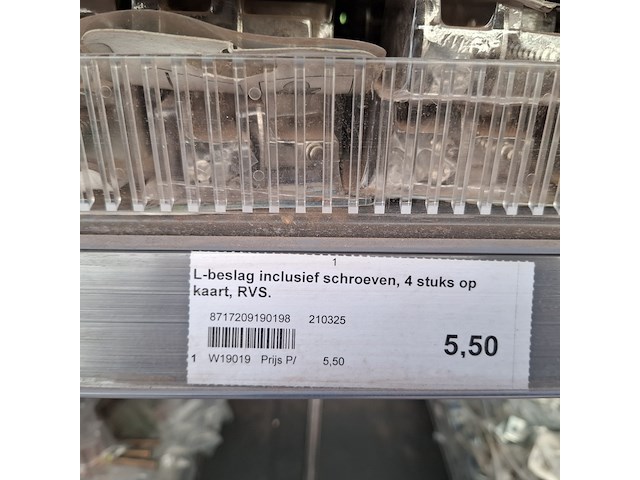 1
L-beslag inclusief schroeven, 4 stuks op
kaart, RVS.
8717209190198 210325
5,50
1 W19019 Prijs P/ 5,50